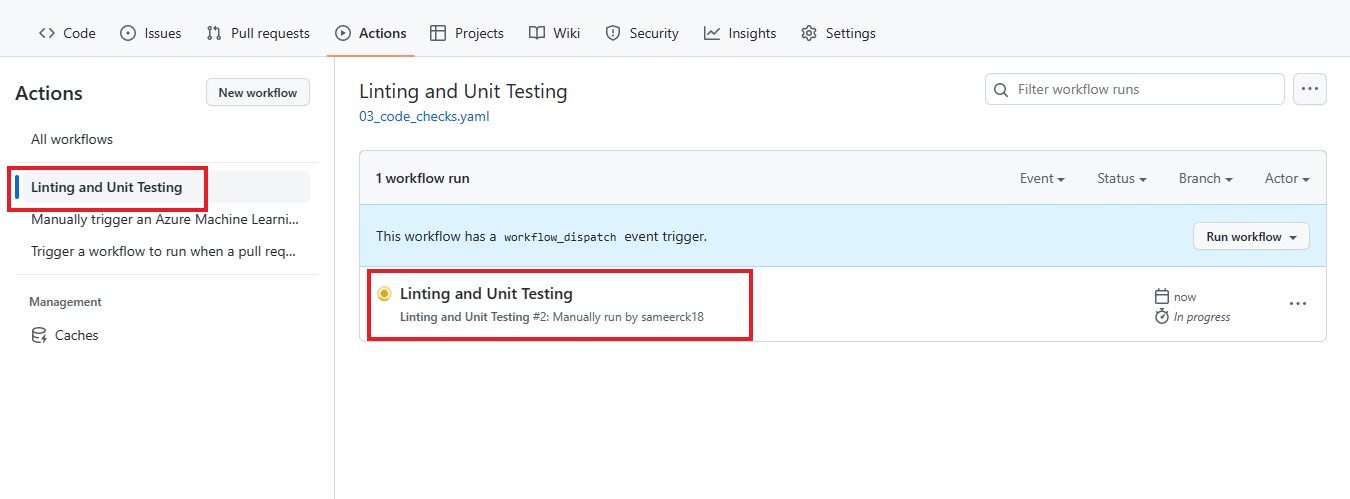 Code Issues Pull requests Actions Projects Wiki Security Insights Settings
Actions
New workflow
All workflows
Linting and Unit Testing
Manually trigger an Azure Machine Learni...
Trigger a workflow to run when a pull req...
Management
Caches
Linting and Unit Testing
03_code_checks.yaml
Filter workflow runs
1 workflow run
Event Status Branch Actor
This workflow has a workflow_dispatch event trigger.
Run workflow
Linting and Unit Testing
Linting and Unit Testing #2: Manually run by sameerck18
now
In progress